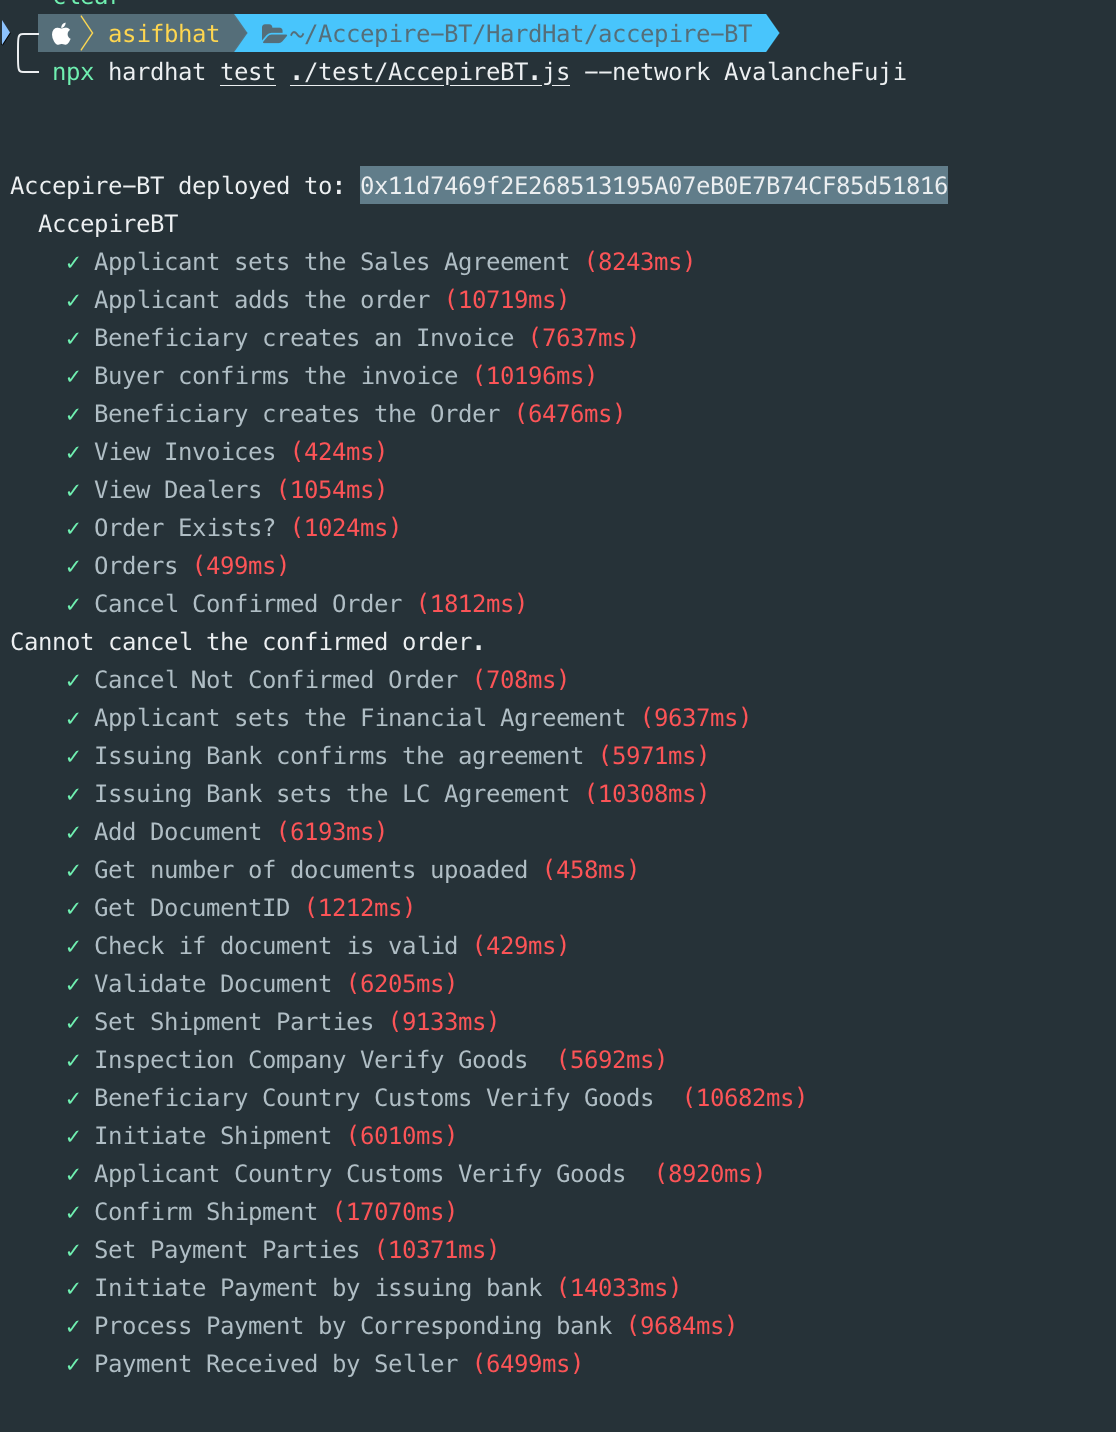 clear
asifbhat ~/Accepire-BT/HardHat/accepire-BT
npx hardhat test ./test/AccepireBT.js --network AvalancheFuji
Accepire-BT deployed to: 0x11d7469f2E268513195A07eB0E7B74CF85d51816
AccepireBT
✓ Applicant sets the Sales Agreement (8243ms)
✓ Applicant adds the order (10719ms)
✓ Beneficiary creates an Invoice (7637ms)
✓ Buyer confirms the invoice (10196ms)
✓ Beneficiary creates the Order (6476ms)
✓ View Invoices (424ms)
✓ View Dealers (1054ms)
✓ Order Exists? (1024ms)
✓ Orders (499ms)
✓ Cancel Confirmed Order (1812ms)
Cannot cancel the confirmed order.
✓ Cancel Not Confirmed Order (708ms)
✓ Applicant sets the Financial Agreement (9637ms)
✓ Issuing Bank confirms the agreement (5971ms)
✓ Issuing Bank sets the LC Agreement (10308ms)
✓ Add Document (6193ms)
✓ Get number of documents upoaded (458ms)
✓ Get DocumentID (1212ms)
✓ Check if document is valid (429ms)
✓ Validate Document (6205ms)
✓ Set Shipment Parties (9133ms)
✓ Inspection Company Verify Goods  (5692ms)
✓ Beneficiary Country Customs Verify Goods  (10682ms)
✓ Initiate Shipment (6010ms)
✓ Applicant Country Customs Verify Goods  (8920ms)
✓ Confirm Shipment (17070ms)
✓ Set Payment Parties (10371ms)
✓ Initiate Payment by issuing bank (14033ms)
✓ Process Payment by Corresponding bank (9684ms)
✓ Payment Received by Seller (6499ms)